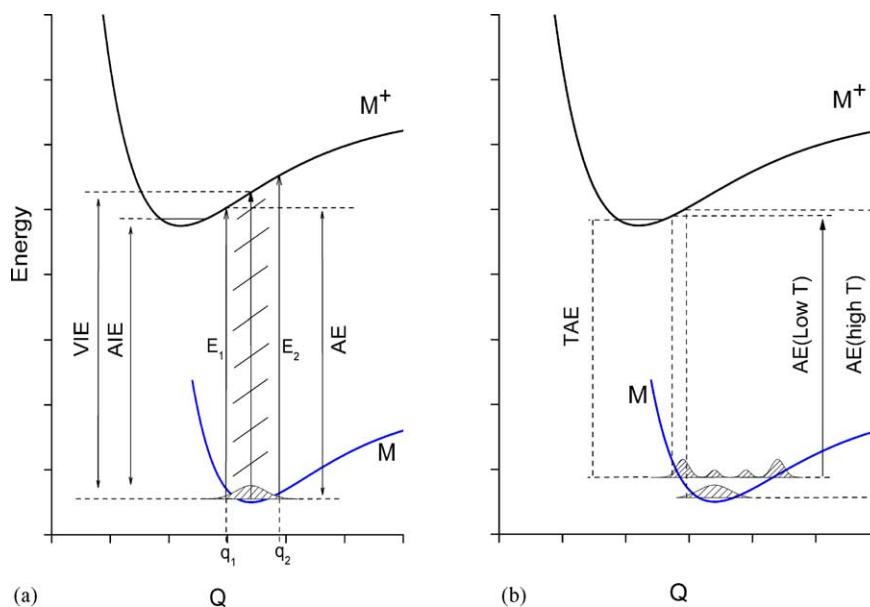 M+
M+
Energy
VIE
AIE
E1
E2
AE
M
q1
q2
(a)
Q
TAE
AE(Low T)
AE(high T)
M
(b)
Q